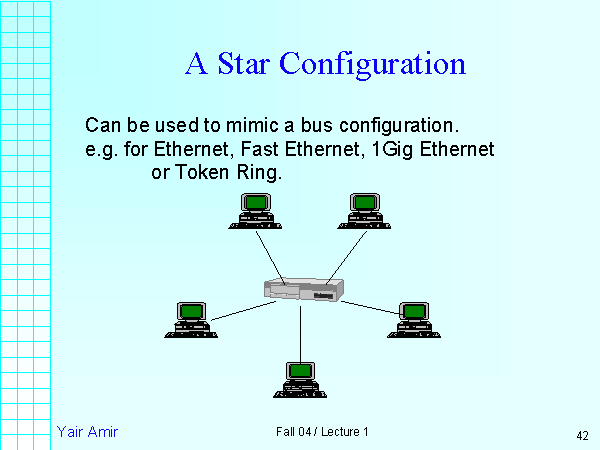 A Star Configuration
Can be used to mimic a bus configuration.
e.g. for Ethernet, Fast Ethernet, 1Gig Ethernet
or Token Ring.
Yair Amir
Fall 04 / Lecture 1
42